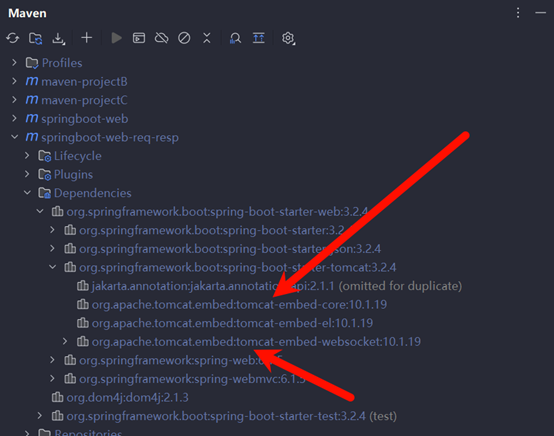 Maven
Profiles
m maven-projectB
m maven-projectC
m springboot-web
m springboot-web-req-resp
Lifecycle
Plugins
Dependencies
org.springframework.boot:spring-boot-starter-web:3.2.4
org.springframework.boot:spring-boot-starter:3.2
org.springframework.boot:spring-boot-starter-json:3.2.4
org.springframework.boot:spring-boot-starter-tomcat:3.2.4
jakarta.annotation:jakarta.annotation-api:2.1.1 (omitted for duplicate)
org.apache.tomcat.embed:tomcat-embed-core:10.1.19
org.apache.tomcat.embed:tomcat-embed-el:10.1.19
org.apache.tomcat.embed:tomcat-embed-websocket:10.1.19
org.springframework:spring-web:6
org.springframework:spring-webmvc:6.1.5
org.dom4j:dom4j:2.1.3
org.springframework.boot:spring-boot-starter-test:3.2.4 (test)
Repositories